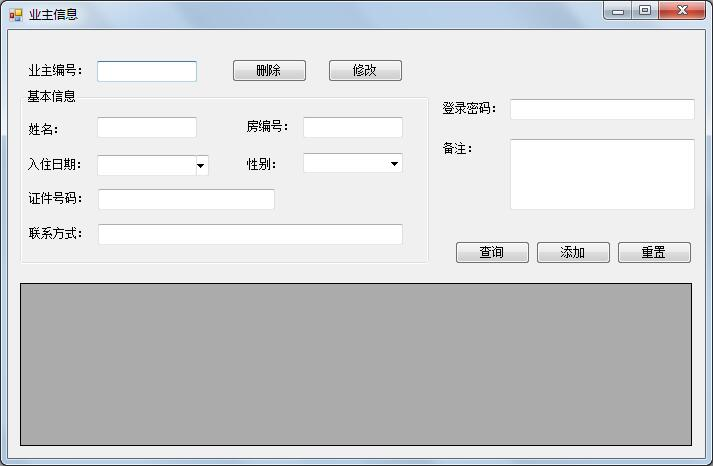 业主信息
业主编号： 删除 修改
基本信息
姓名： 房编号：
入住日期： 性别：
证件号码：
联系方式：
登录密码：
备注：
查询 添加 重置